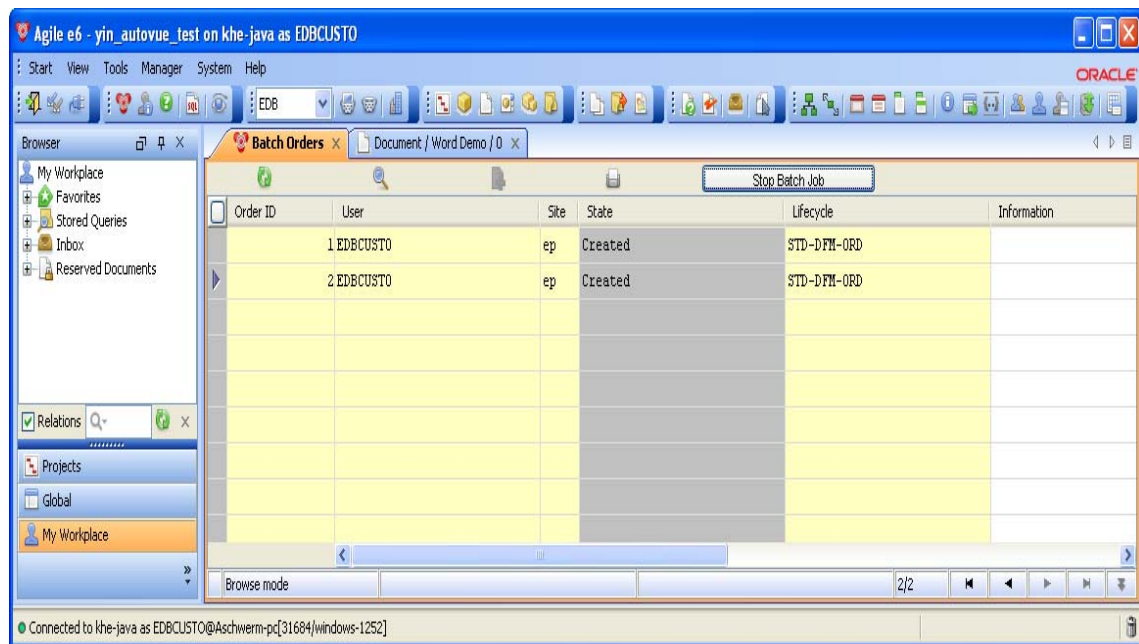 Agile e6 - yin_autovue_test on khe-java as EDBCUSTO
Start View Tools Manager System Help
ORACLE
SQL
EDB
Browser
Batch Orders
Document / Word Demo / 0
My Workplace
Favorites
Stored Queries
Inbox
Reserved Documents
Stop Batch Job
Order ID User Site State Lifecycle Information
1 EDBCUSTO ep Created STD-DFM-ORD
2 EDBCUSTO ep Created STD-DFM-ORD
Relations
Projects
Global
My Workplace
Browse mode 2/2
Connected to khe-java as EDBCUSTO@Aschwerm-pc[31684/windows-1252]